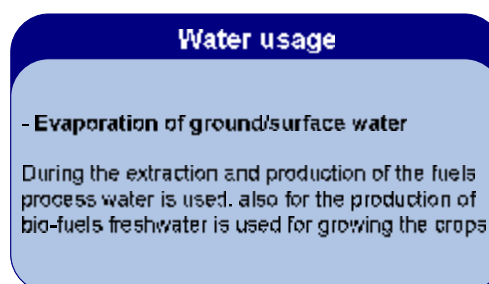 Water usage
- Evaporation of ground/surface water
During the extraction and production of the fuels
process water is used. also for the production of
bio-fuels freshwater is used for growing the crops